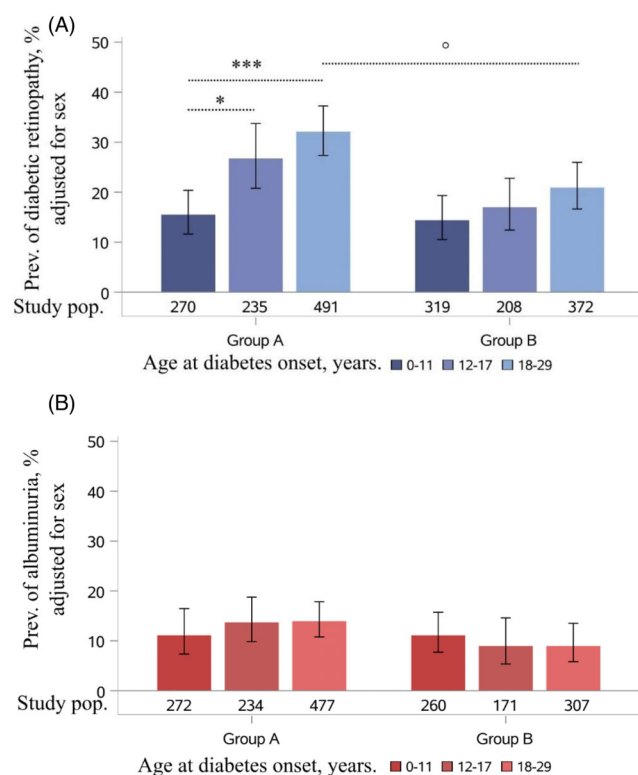 (A)
Prev. of diabetic retinopathy, %
adjusted for sex
50
40
30
20
10
0
***
*
°
Study pop.
270 235 491 319 208 372
Group A Group B
Age at diabetes onset, years. 0-11 12-17 18-29
(B)
Prev. of albuminuria, %
adjusted for sex
50
40
30
20
10
0
Study pop.
272 234 477 260 171 307
Group A Group B
Age at diabetes onset, years. 0-11 12-17 18-29